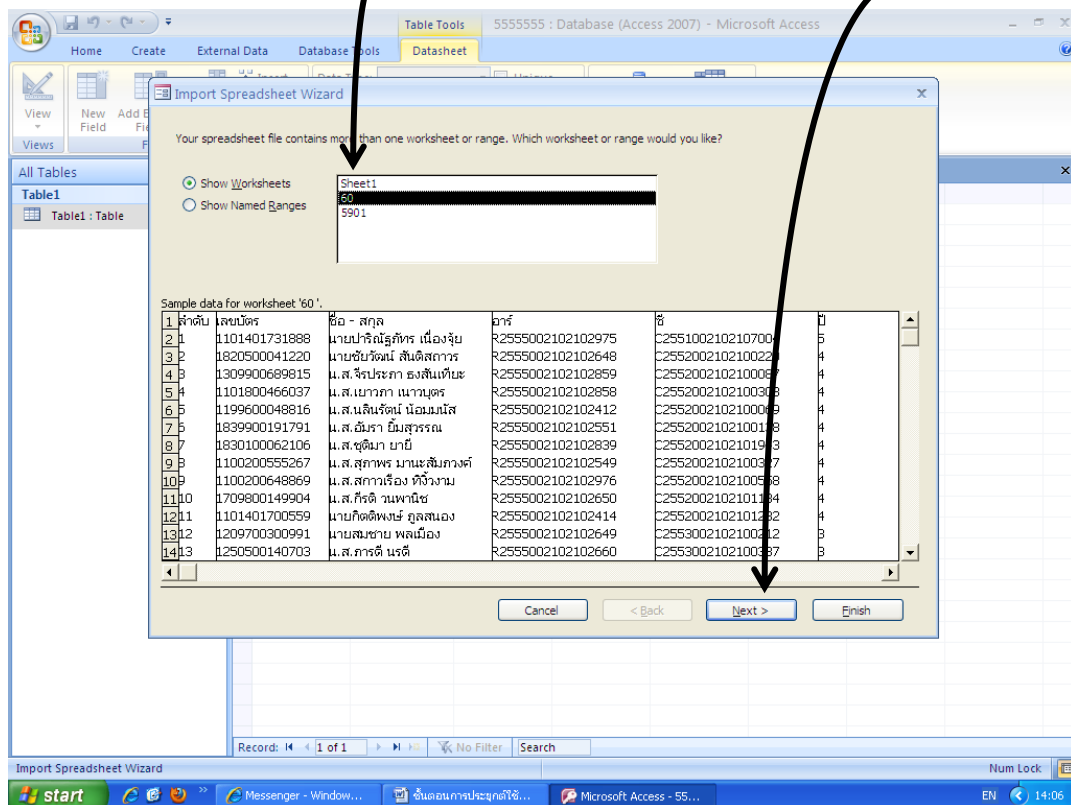 Table Tools 5555555 : Database (Access 2007) - Microsoft Access
Home Create External Data Database Tools Datasheet
View New Field Add
Views
Import Spreadsheet Wizard
Your spreadsheet file contains more than one worksheet or range. Which worksheet or range would you like?
All Tables
Table1
Table1 : Table
Show Worksheets
Show Named Ranges
Sheet1
60
5901
Sample data for worksheet '60 '.
1 ลำดับ เลขบัตร ชื่อ - สกุล อาร์ ซี ปี
2 1 1101401731888 นายปาริณัฐภัทร เนื่องจุ้ย R2555002102102975 C2551002102107004 5
3 2 1820500041220 นายชัยวัฒน์ สันติสถาวร R2555002102102648 4
4 3 1309900689815 น.ส.จีรประภา ธงสันเทียะ R2555002102102859 4
5 4 1101800466037 น.ส.เยาวภา เนาวบุตร R2555002102102858 4
6 5 1199600048816 น.ส.นลินรัตน์ น้อมมนัส R2555002102102412 4
7 6 1839900191791 น.ส.อัมรา ยิ้มสุวรรณ R2555002102102551 4
8 7 1830100062106 น.ส.ชุติมา ยายี R2555002102102839 4
9 8 1100200555267 น.ส.สุภาพร มานะสัมภวงค์ R2555002102102549 4
10 9 1100200648869 น.ส.สกาวเรือง R2555002102102976 4
11 10 1709800149904 น.ส.กีรติ วนพานิช R2555002102102650 4
12 11 1101401700559 นายกิตติพงษ์ ภูลสนอง R2555002102102414 4
13 12 1209700300991 นายสมชาย พลเมือง R2555002102102649 3
14 13 1250500140703 น.ส.ภารดี นรดี R2555002102102660 3
Cancel < Back Next > Finish
Record: 1 of 1 No Filter Search
Import Spreadsheet Wizard Num Lock
start Messenger - Window... ขั้นตอนการประยุกต์ใช้... Microsoft Access - 55... EN 14:06